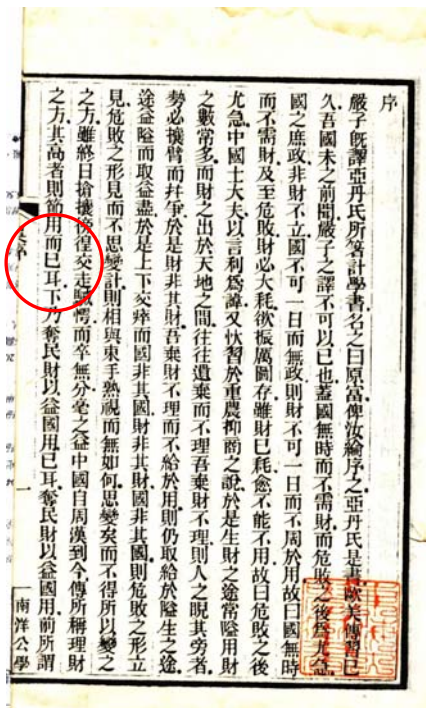 序
嚴子旣譯亞丹氏所箸計學書名之曰原富俾汝綸序之亞丹氏是書歐美傳習已
久吾國未之前聞嚴子之譯不可以已也蓋國無時而不需財而危敗之後爲尤急
國之庶政非財不立國不可一日而無政則財不可一日而不周於用故曰國無時
而不需財及至危敗財必大耗欲振厲圖存雖財已耗愈不能不用故曰危敗之後
尤急中國士大夫以言利爲諱又忕習於重農抑商之說於是生財之途常隘用財
之數常多而財之出於天地之間往往遺棄而不理吾棄財不理則人之睨其旁者
勢必攘臂而幷爭於是財非其財吾棄財不理而不給於用則仍取給於隘生之途
途益隘而取益盡於是上下交瘁而國非其國財非其財國非其國則危敗之形立
見危敗之形見而不思變計則相與束手熟視而無如何思變矣而不得所以變之
之方雖終日搶攘徬徨交走駴愕而卒無分毫之益中國自周漢到今傳所稱理財
之方其高者則節用而已耳下乃奪民財以益國用已耳奪民財以益國用前所謂
序
一
南洋公學